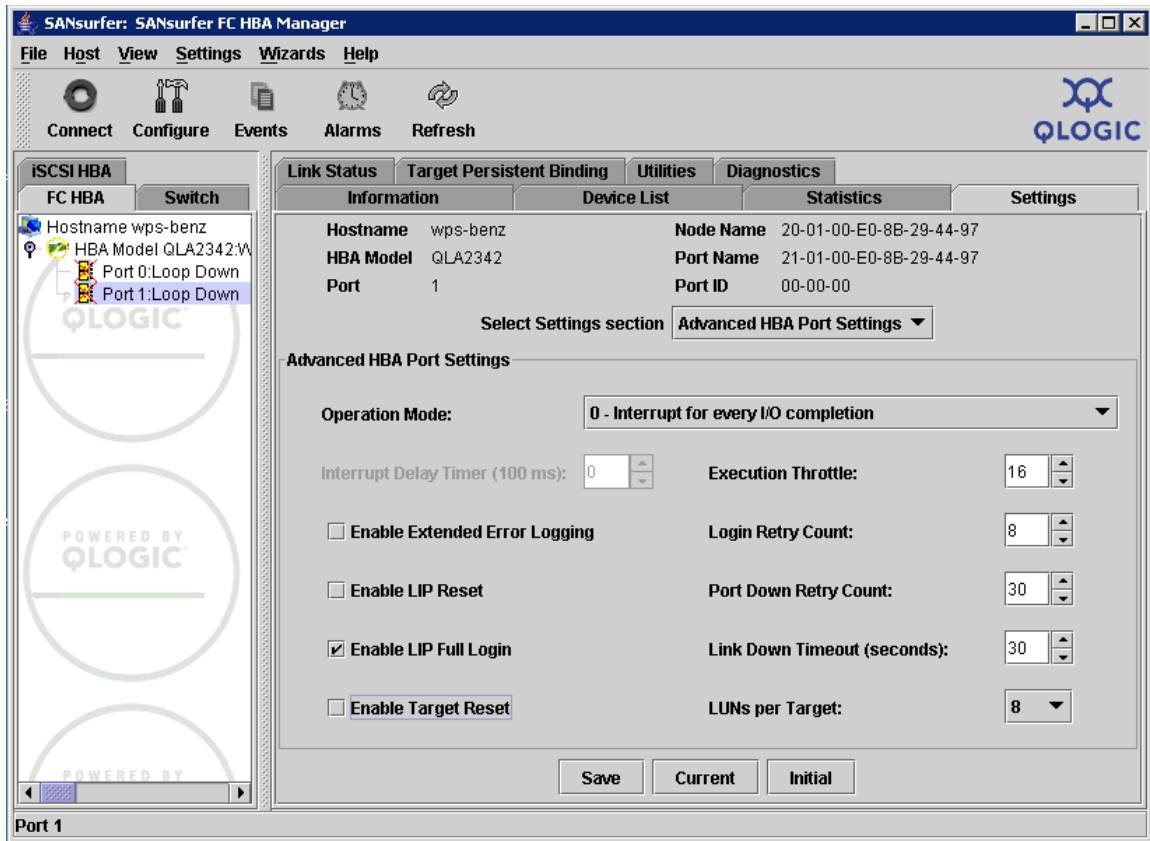 SANsurfer: SANsurfer FC HBA Manager
File Host View Settings Wizards Help
Connect Configure Events Alarms Refresh
QLOGIC
iSCSI HBA
FC HBA Switch
Hostname wps-benz
HBA Model QLA2342:W
Port 0:Loop Down
Port 1:Loop Down
QLOGIC
POWERED BY
QLOGIC
POWERED BY
Link Status Target Persistent Binding Utilities Diagnostics
Information Device List Statistics Settings
Hostname wps-benz Node Name 20-01-00-E0-8B-29-44-97
HBA Model QLA2342 Port Name 21-01-00-E0-8B-29-44-97
Port 1 Port ID 00-00-00
Select Settings section Advanced HBA Port Settings
Advanced HBA Port Settings
Operation Mode: 0 - Interrupt for every I/O completion
Interrupt Delay Timer (100 ms): 0 Execution Throttle: 16
Enable Extended Error Logging Login Retry Count: 8
Enable LIP Reset Port Down Retry Count: 30
Enable LIP Full Login Link Down Timeout (seconds): 30
Enable Target Reset LUNs per Target: 8
Save Current Initial
Port 1